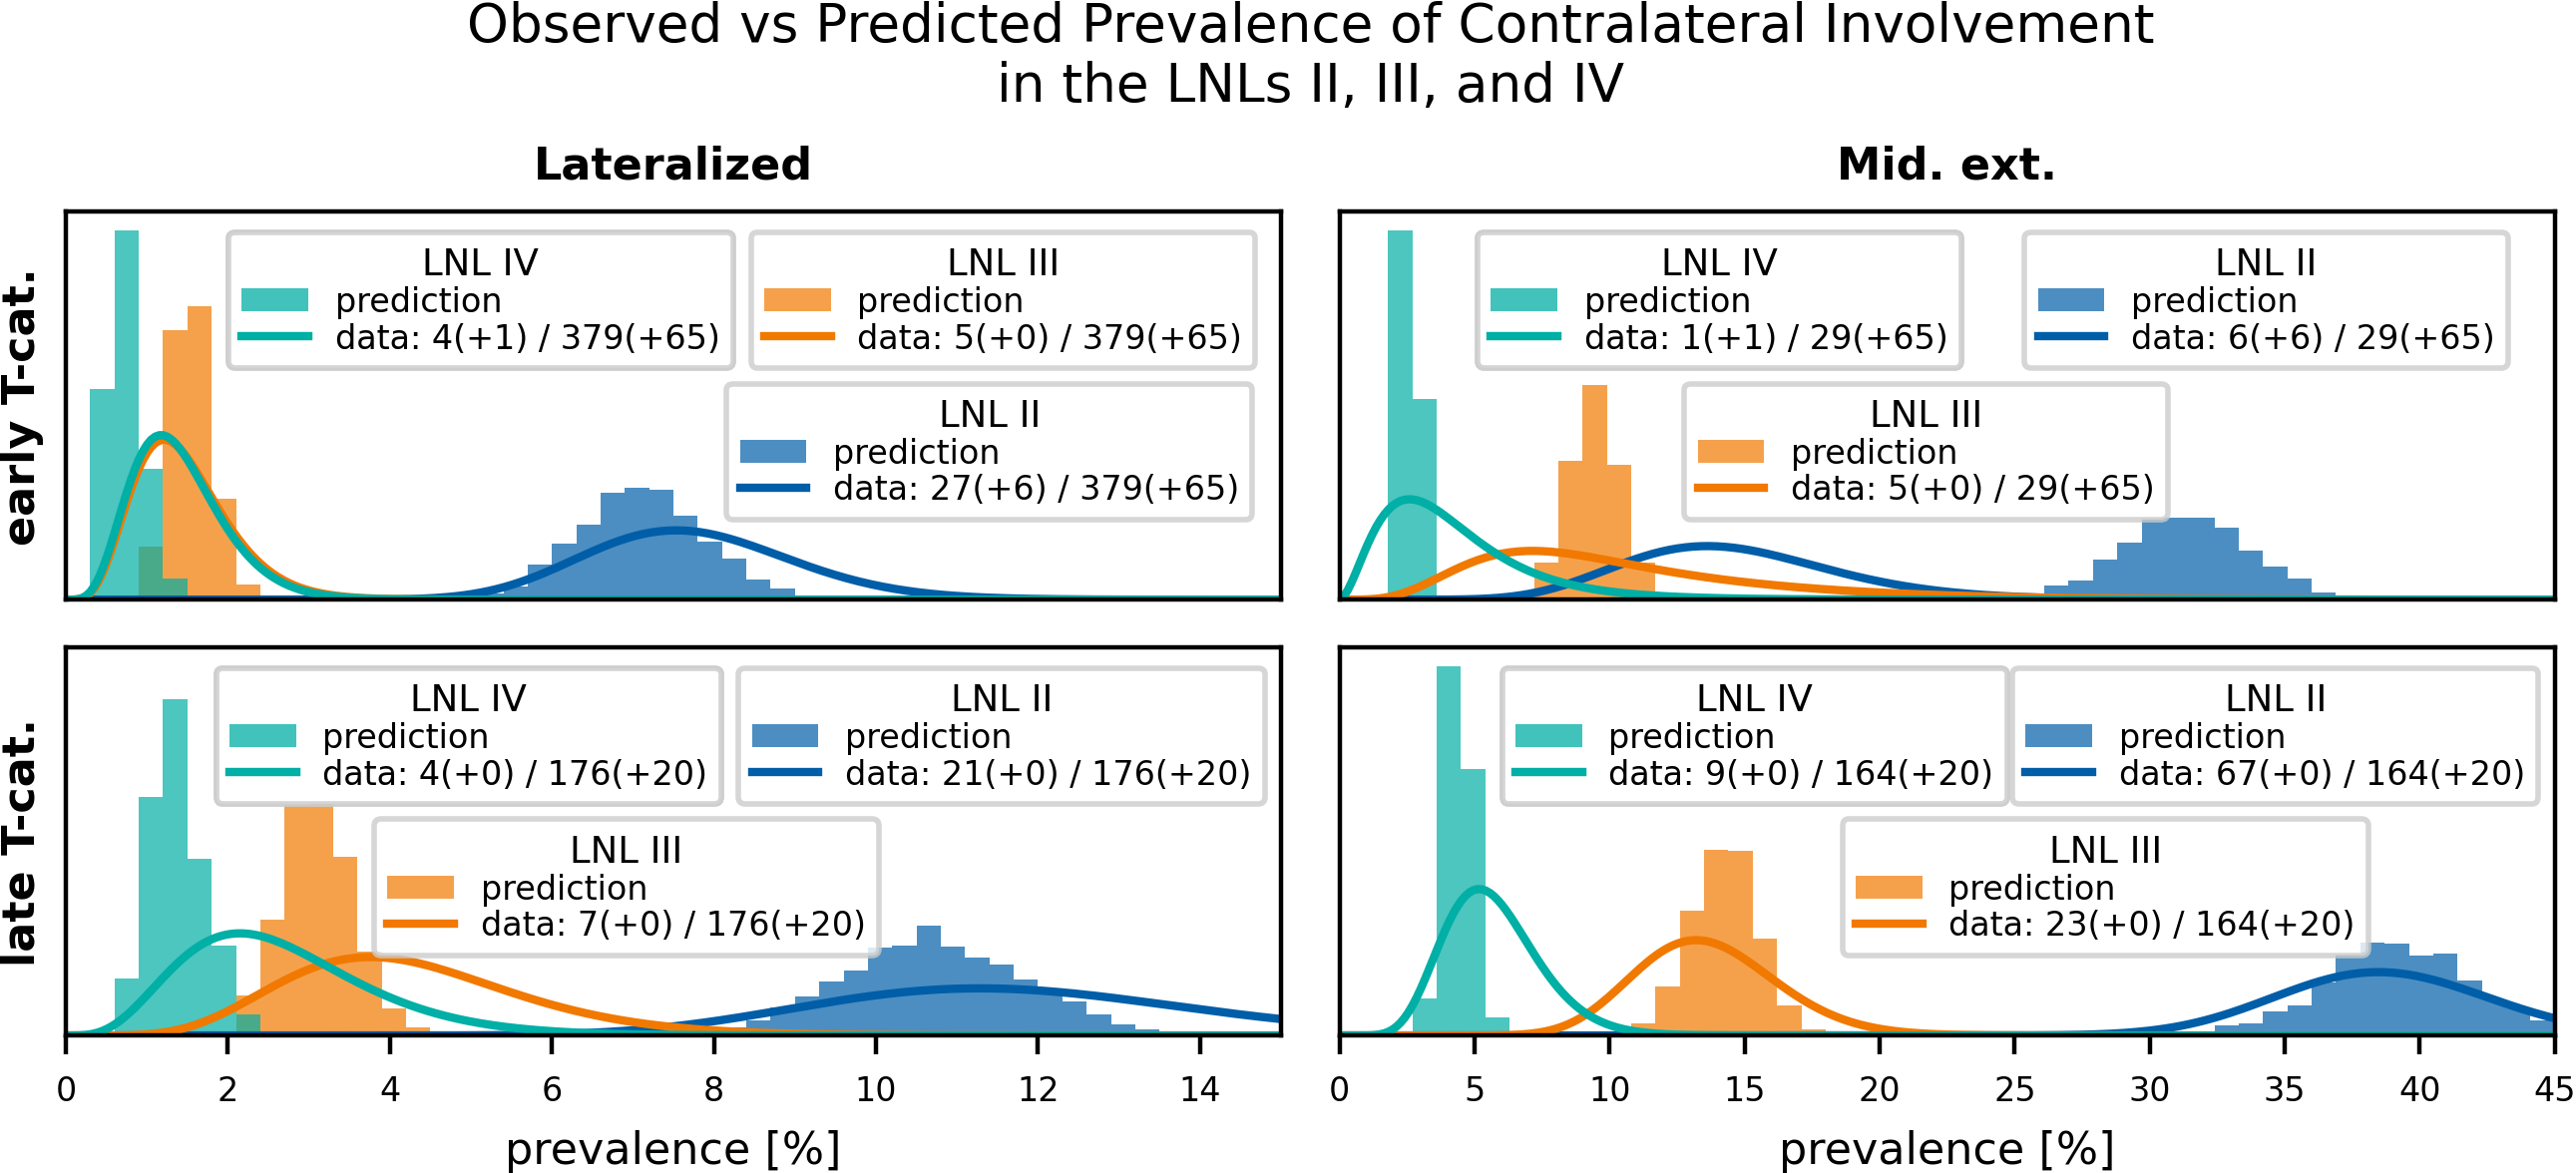 Observed vs Predicted Prevalence of Contralateral Involvement
in the LNLs II, III, and IV
Lateralized
Mid. ext.
early T-cat.
LNL IV
prediction
data: 4(+1) / 379(+65)
LNL III
prediction
data: 5(+0) / 379(+65)
LNL II
prediction
data: 27(+6) / 379(+65)
LNL IV
prediction
data: 1(+1) / 29(+65)
LNL II
prediction
data: 6(+6) / 29(+65)
LNL III
prediction
data: 5(+0) / 29(+65)
late T-cat.
LNL IV
prediction
data: 4(+0) / 176(+20)
LNL II
prediction
data: 21(+0) / 176(+20)
LNL III
prediction
data: 7(+0) / 176(+20)
LNL IV
prediction
data: 9(+0) / 164(+20)
LNL II
prediction
data: 67(+0) / 164(+20)
LNL III
prediction
data: 23(+0) / 164(+20)
0 2 4 6 8 10 12 14
0 5 10 15 20 25 30 35 40 45
prevalence [%]
prevalence [%]